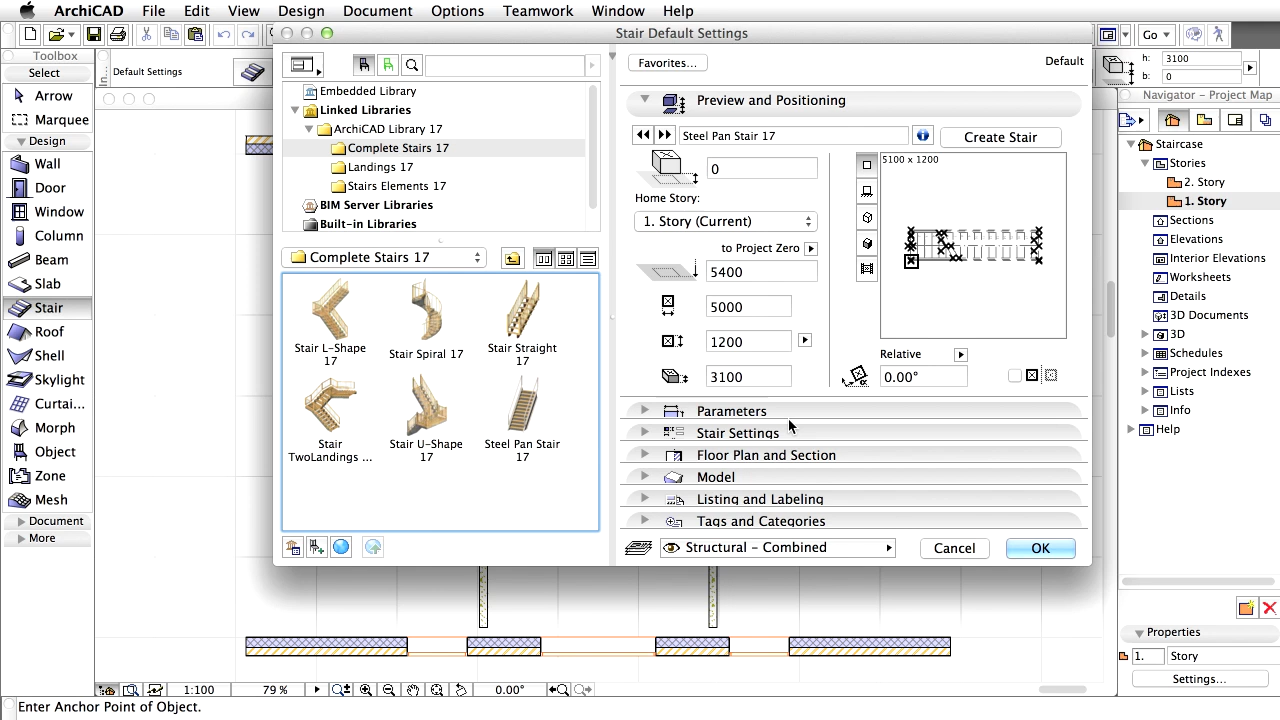 ArchiCAD File Edit View Design Document Options Teamwork Window Help
Stair Default Settings
Go
h: 3100
b: 0
Toolbox
Select
Arrow
Marquee
Design
Wall
Door
Window
Column
Beam
Slab
Stair
Roof
Shell
Skylight
Curtai...
Morph
Object
Zone
Mesh
Document
More
Default Settings
Embedded Library
Linked Libraries
ArchiCAD Library 17
Complete Stairs 17
Landings 17
Stairs Elements 17
BIM Server Libraries
Built-in Libraries
Complete Stairs 17
Stair L-Shape
17
Stair Spiral 17
Stair Straight
17
Stair
TwoLandings ...
Stair U-Shape
17
Steel Pan Stair
17
Favorites...
Default
Preview and Positioning
Steel Pan Stair 17
Create Stair
0
Home Story:
1. Story (Current)
to Project Zero
5400
5000
1200
3100
5100 x 1200
Relative
0.00°
Parameters
Stair Settings
Floor Plan and Section
Model
Listing and Labeling
Tags and Categories
Structural - Combined
Cancel
OK
Navigator - Project Map
Staircase
Stories
2. Story
1. Story
Sections
Elevations
Interior Elevations
Worksheets
Details
3D Documents
3D
Schedules
Project Indexes
Lists
Info
Help
Properties
1. Story
Settings...
1:100 79 % 0.00°
Enter Anchor Point of Object.